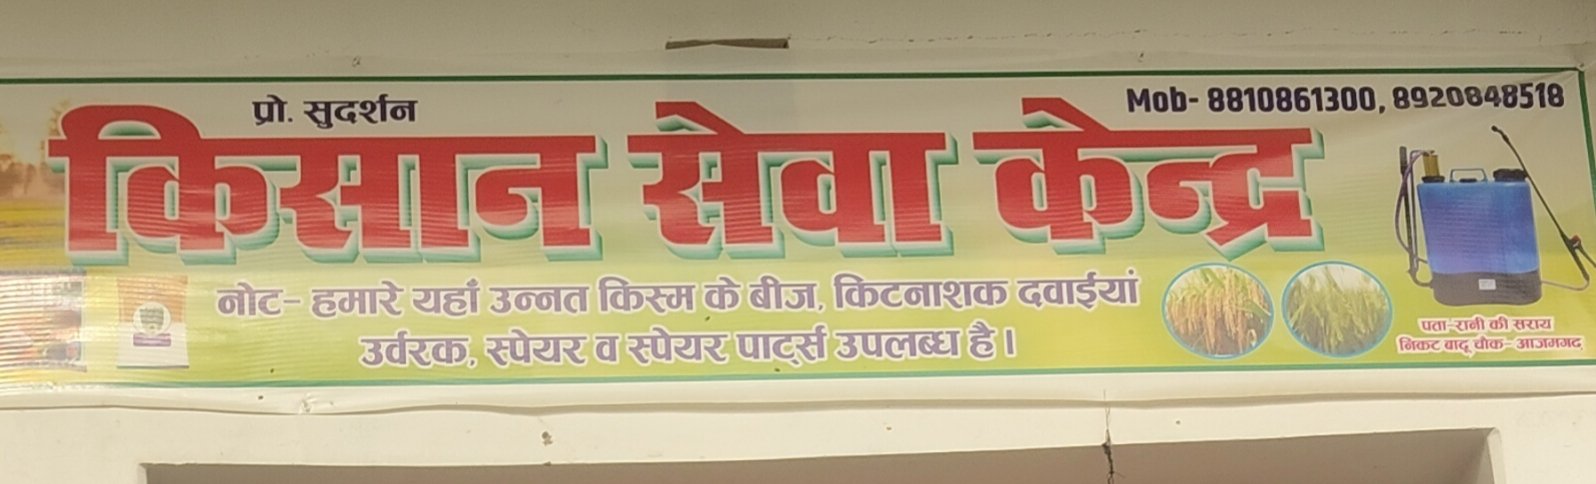 प्रो. सुदर्शन
Mob- 8810861300, 8920848518
किसान सेवा केन्द्र
नोट- हमारे यहाँ उन्नत किस्म के बीज, किटनाशक दवाईयां
उर्वरक, स्पेयर व स्पेयर पार्ट्स उपलब्ध है।
पता-रानी की सराय
निकट बादू चौक- आजमगढ़